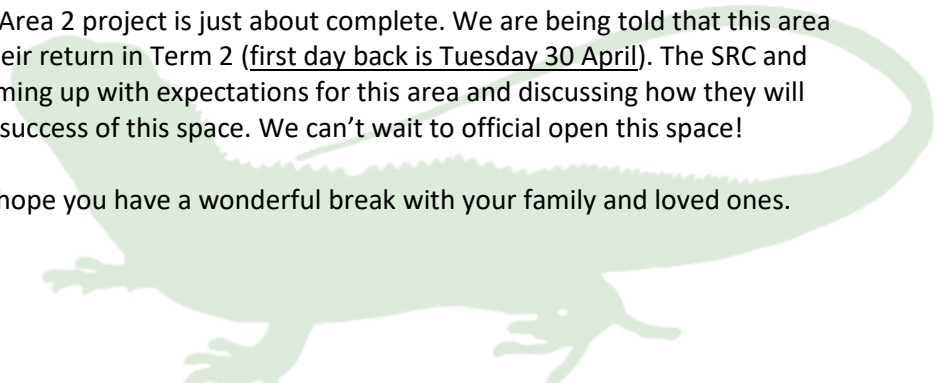 Area 2 project is just about complete. We are being told that this area
eir return in Term 2 (first day back is Tuesday 30 April). The SRC and
ming up with expectations for this area and discussing how they will
success of this space. We can’t wait to official open this space!
hope you have a wonderful break with your family and loved ones.